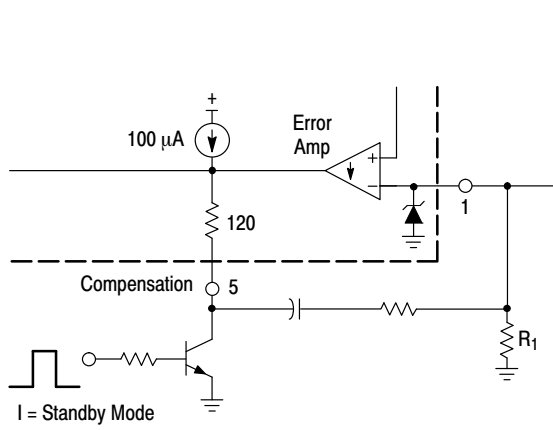 +
100 μA
Error
Amp
+
−
1
120
Compensation
5
R1
I = Standby Mode